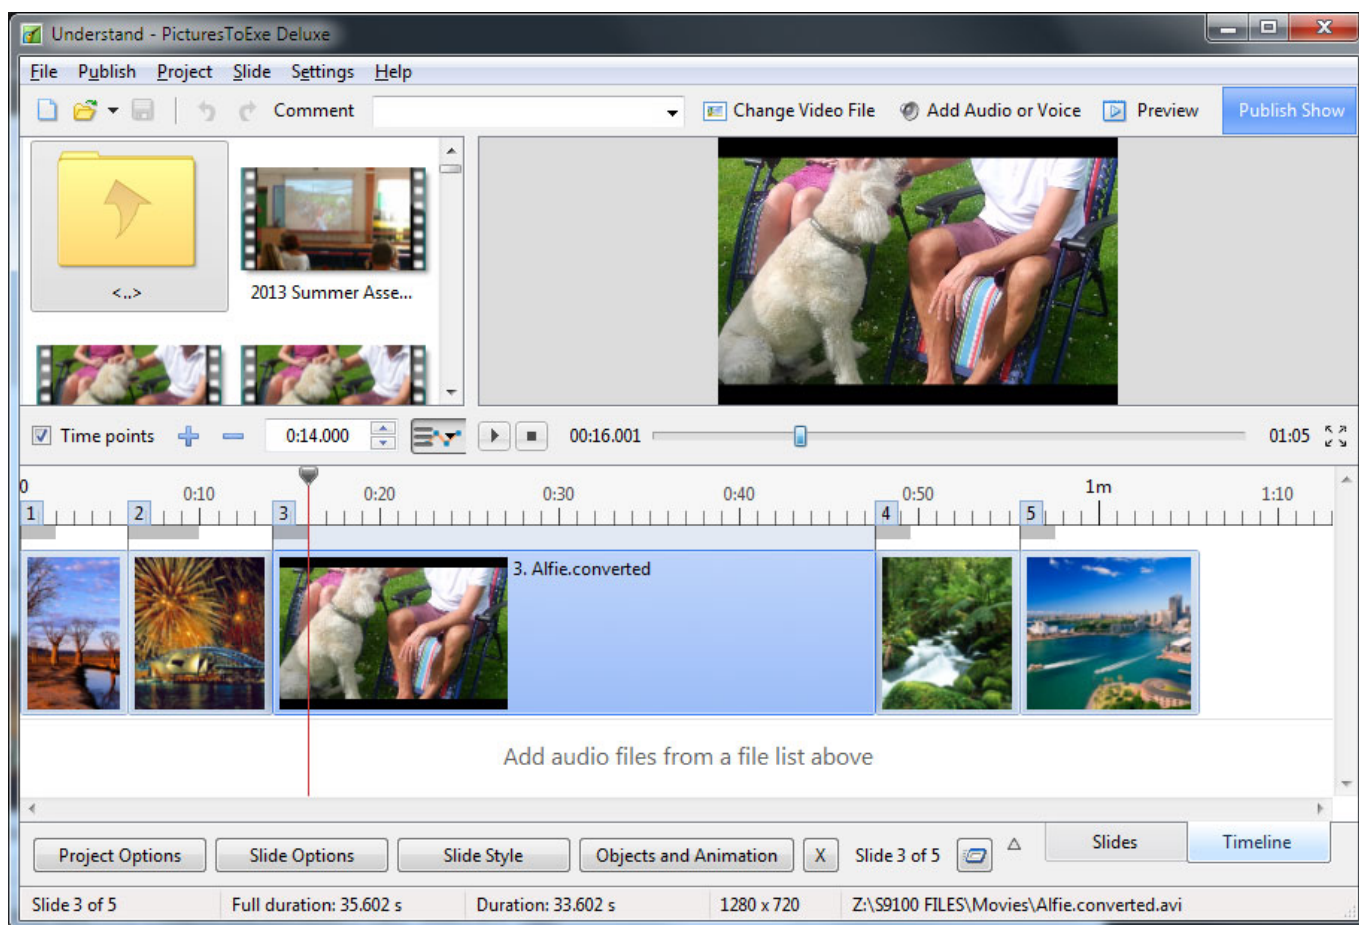 Understand - PicturesToExe Deluxe
File Publish Project Slide Settings Help
Comment Change Video File Add Audio or Voice Preview Publish Show
<..> 2013 Summer Asse...
Time points 0:14.000 00:16.001 01:05
0 0:10 0:20 0:30 0:40 0:50 1m 1:10
1 2 3 4 5
3. Alfie.converted
Add audio files from a file list above
Project Options Slide Options Slide Style Objects and Animation X Slide 3 of 5 Slides Timeline
Slide 3 of 5 Full duration: 35.602 s Duration: 33.602 s 1280 x 720 Z:\S9100 FILES\Movies\Alfie.converted.avi